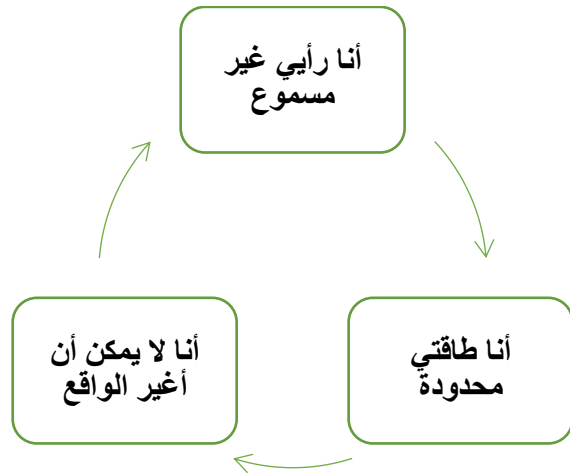 أنا رأيي غير
مسموع
أنا طاقتي
محدودة
أنا لا يمكن أن
أغير الواقع